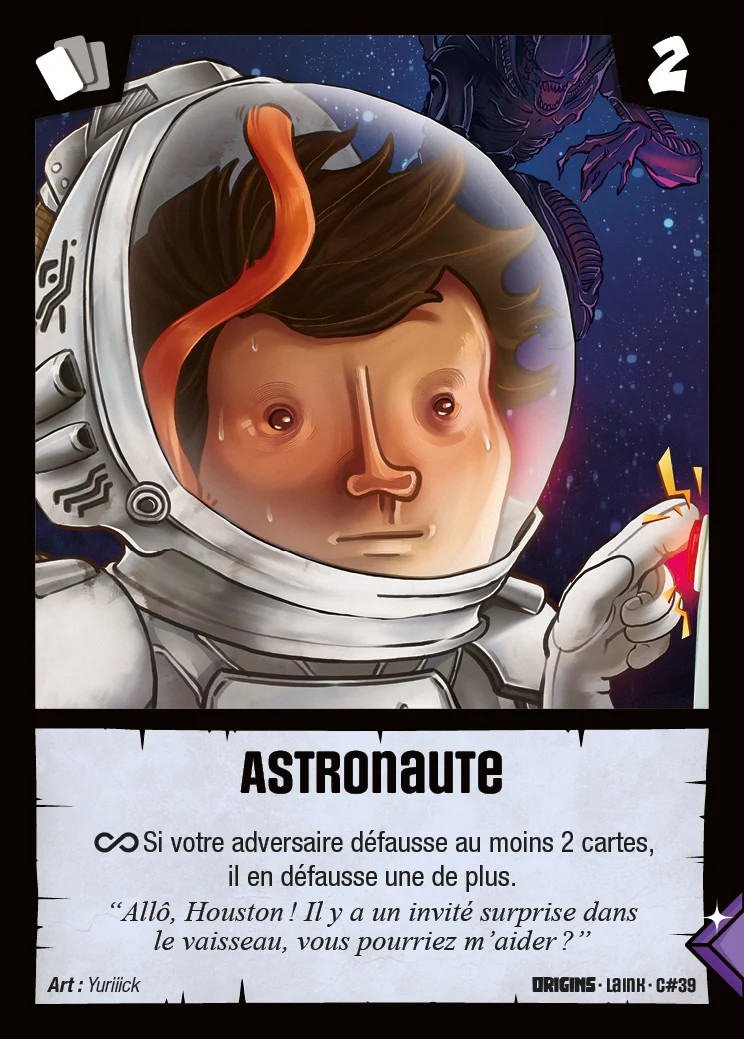 2
ASTRONAUTE
∞ Si votre adversaire défausse au moins 2 cartes,
il en défausse une de plus.
“Allô, Houston ! Il y a un invité surprise dans
le vaisseau, vous pourriez m’aider ? ”
Art : Yuriiick
ORIGINS · LAINK · C#39